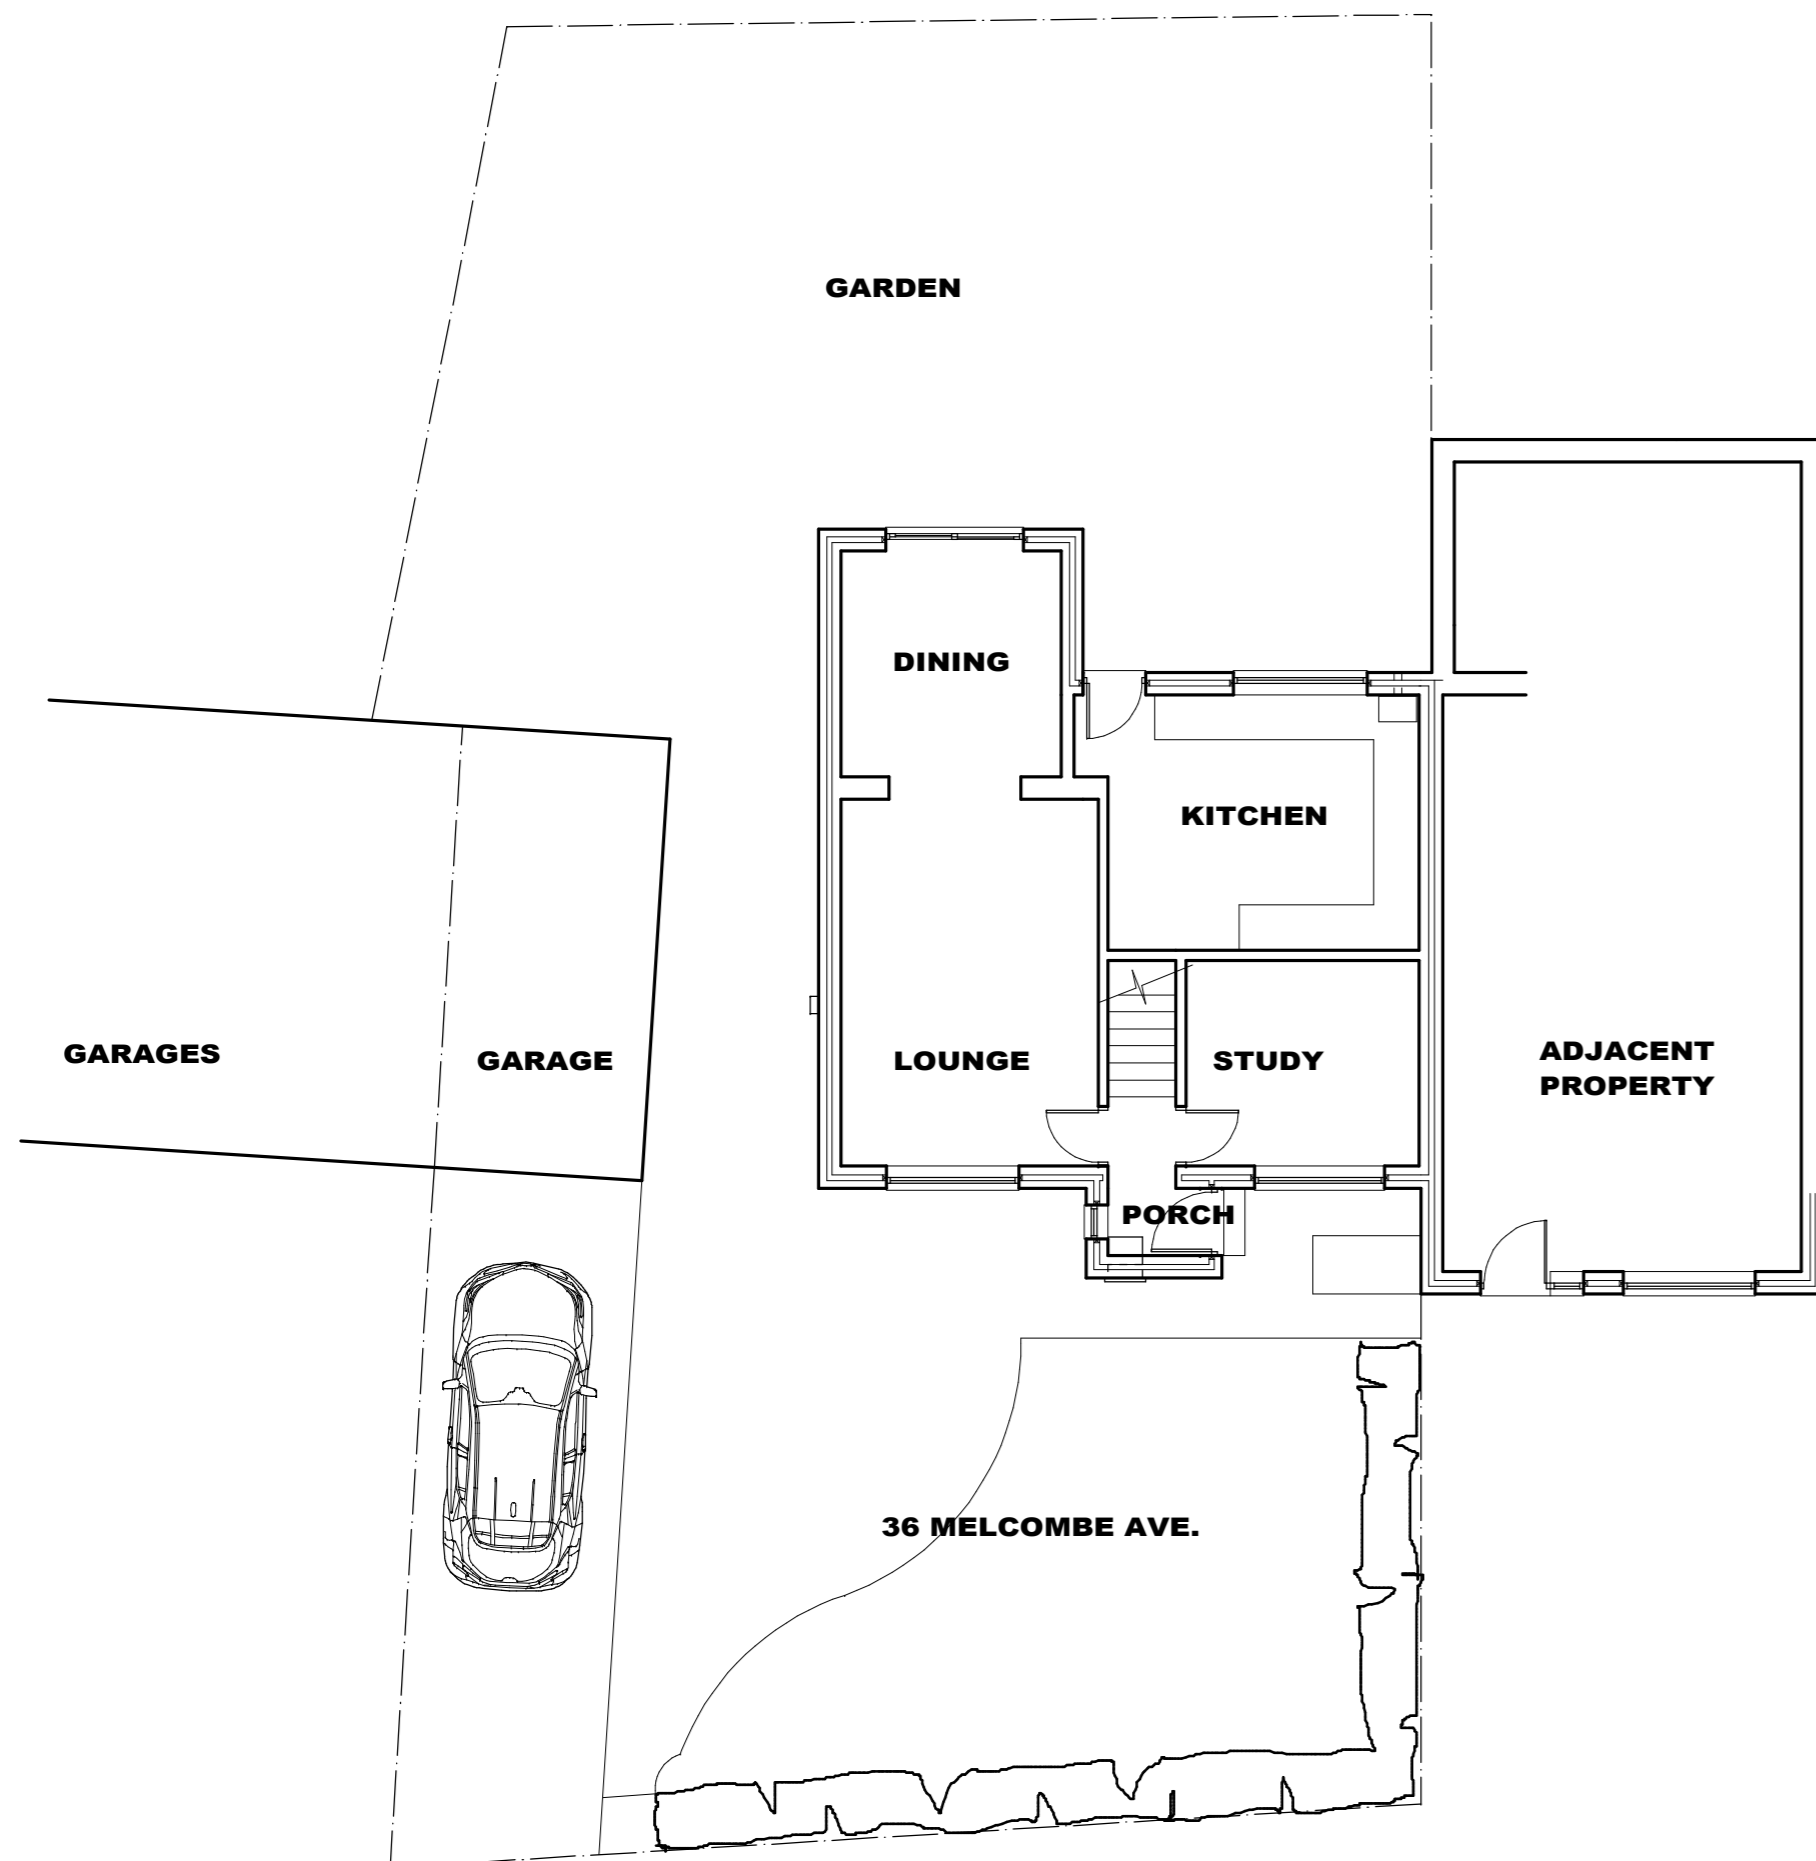 GARDEN
DINING
KITCHEN
GARAGES
GARAGE
LOUNGE
STUDY
ADJACENT
PROPERTY
PORCH
36 MELCOMBE AVE.